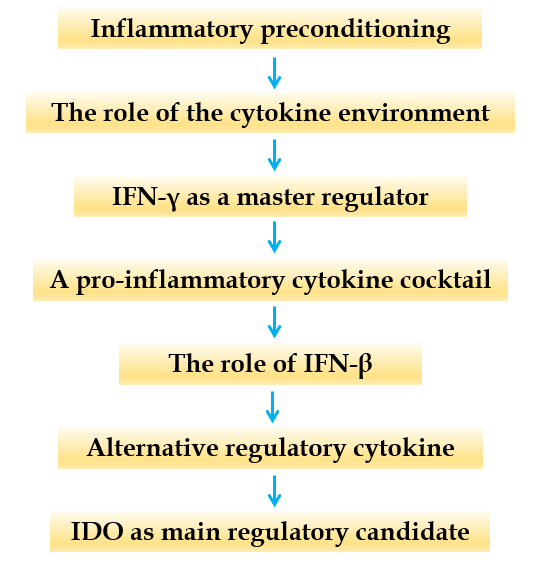 Inflammatory preconditioning
The role of the cytokine environment
IFN-γ as a master regulator
A pro-inflammatory cytokine cocktail
The role of IFN-β
Alternative regulatory cytokine
IDO as main regulatory candidate